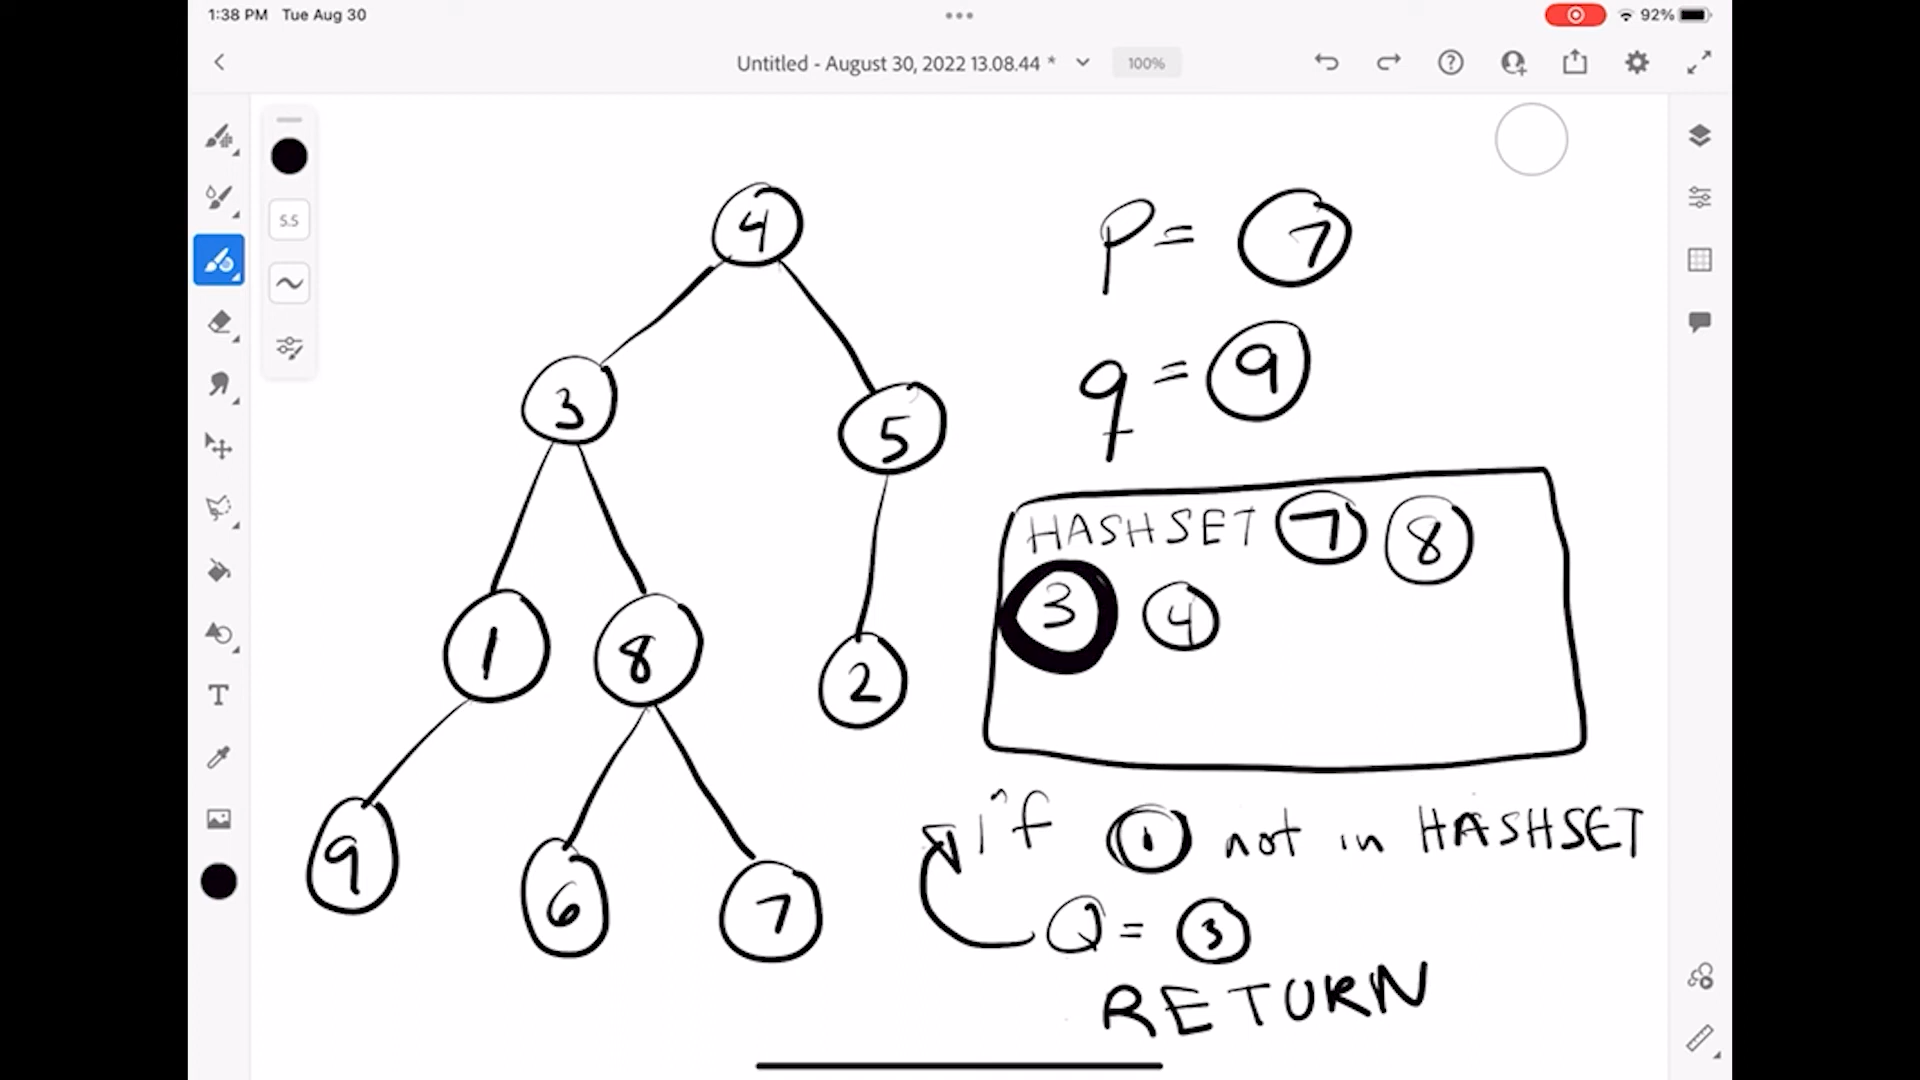 1:38 PM Tue Aug 30
92%
Untitled - August 30, 2022 13.08.44 *
100%
5.5
T
4
3
5
1
8
2
9
6
7
p = 7
q = 9
HASHSET 7 8
3 4
if 1 not in HASHSET
Q = 3
RETURN